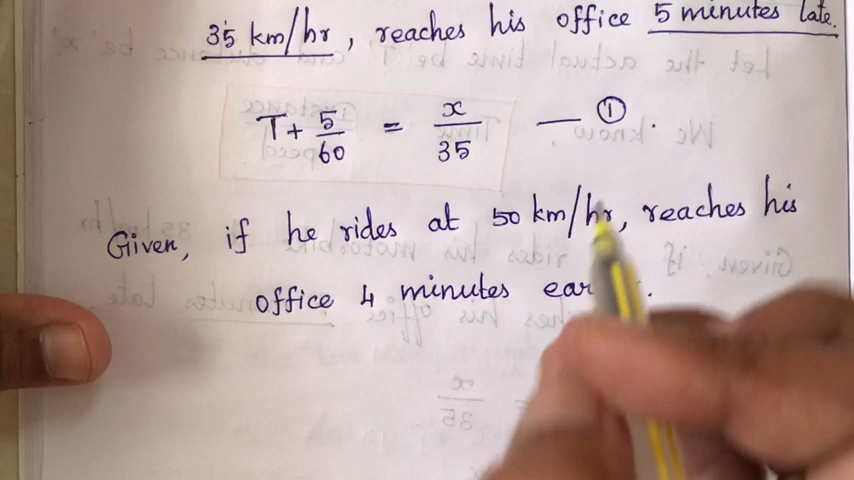 35 km/hr, reaches his office 5 minutes late.
T + 5/60 = x/35 — ①.
Given, if he rides at 50 km/hr, reaches his
office 4 minutes